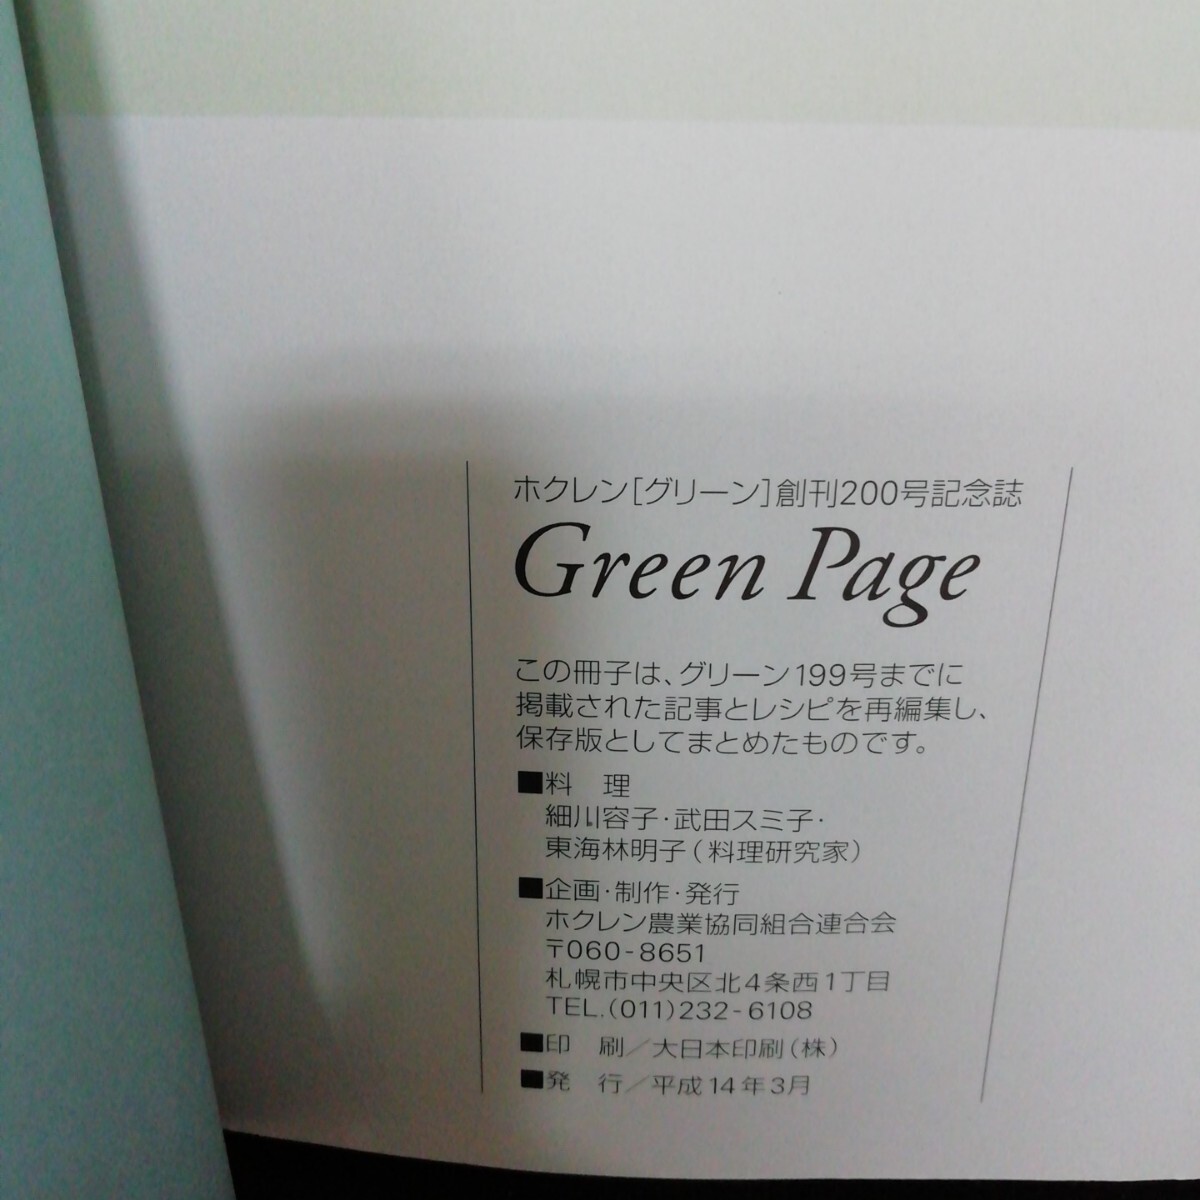 ホクレン[グリーン]創刊200号記念誌
Green Page
この冊子は、グリーン199号までに
掲載された記事とレシピを再編集し、
保存版としてまとめたものです。
■料　理
細川容子・武田スミ子・
東海林明子(料理研究家)
■企画・制作・発行
ホクレン農業協同組合連合会
〒060-8651
札幌市中央区北4条西1丁目
TEL.(011)232-6108
■印　刷／大日本印刷(株)
■発　行／平成14年3月